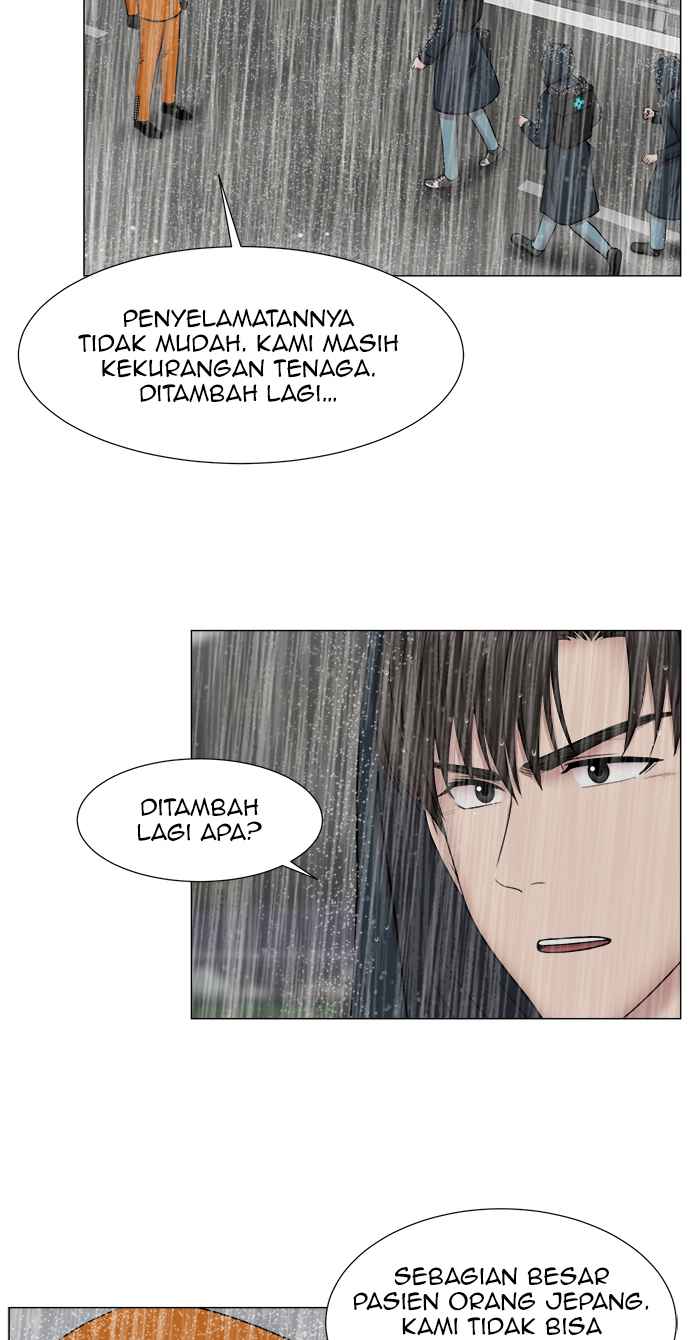 PENYELAMATANNYA
TIDAK MUDAH. KAMI MASIH
KEKURANGAN TENAGA.
DITAMBAH LAGI...
DITAMBAH
LAGI APA?
SEBAGIAN BESAR
PASIEN ORANG JEPANG.
KAMI TIDAK BISA